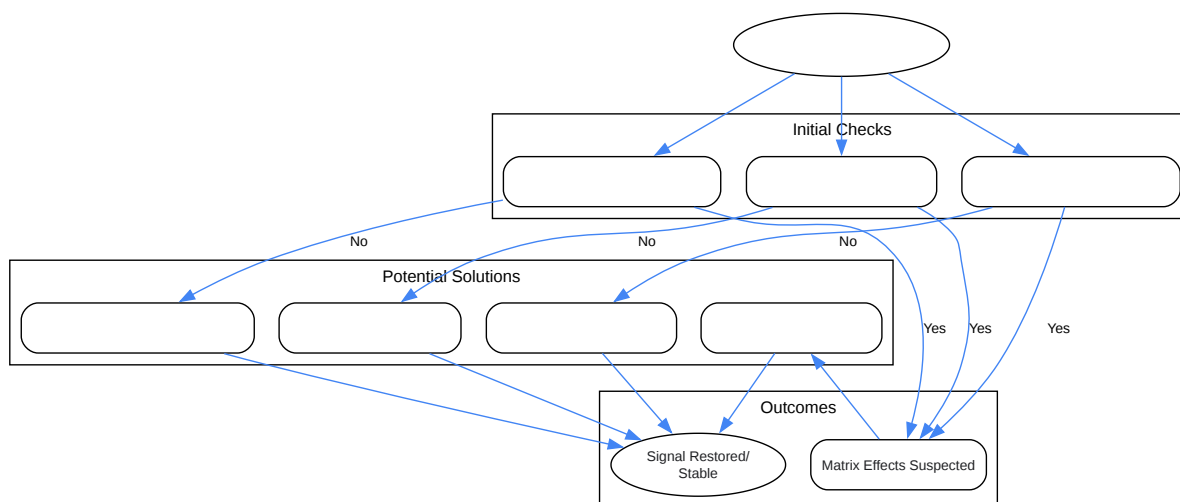 Initial Checks
No
No
No
Potential Solutions
Yes
Yes
Yes
Outcomes
Signal Restored/
Stable
Matrix Effects Suspected